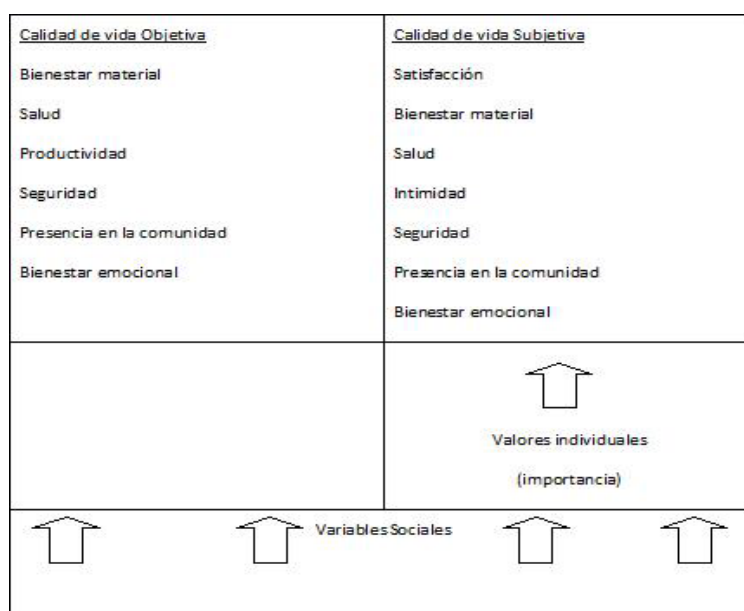 Calidad de vida Objetiva
Bienestar material
Salud
Productividad
Seguridad
Presencia en la comunidad
Bienestar emocional
Calidad de vida Subjetiva
Satisfacción
Bienestar material
Salud
Intimidad
Seguridad
Presencia en la comunidad
Bienestar emocional
Valores individuales
(importancia)
Variables Sociales